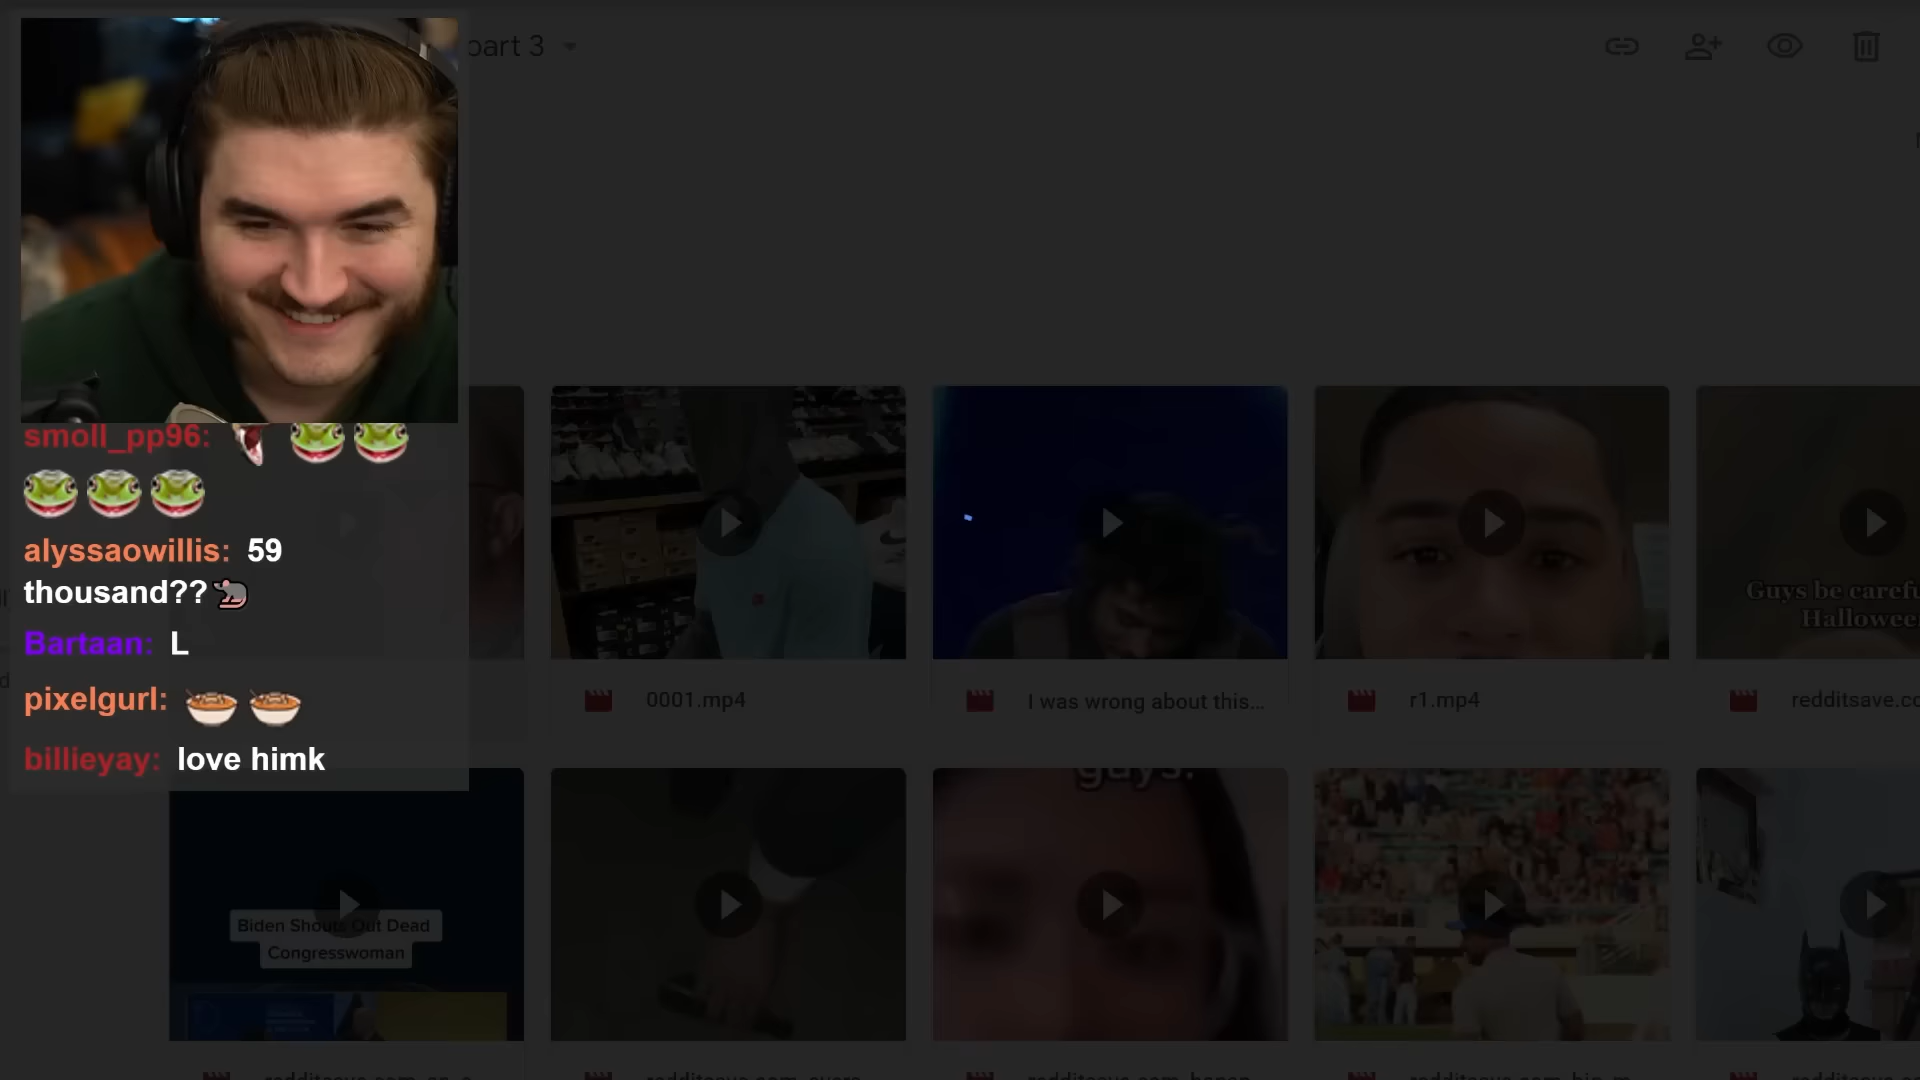 part 3
smoll_pp96:
alyssaowillis: 59
thousand??
Bartaan: L
pixelgurl:
billieyay: love himk
Guys be carefu
Hallowee
0001.mp4
I was wrong about this...
r1.mp4
redditsave.co
guys.
Biden Shouts Out Dead
Congresswoman